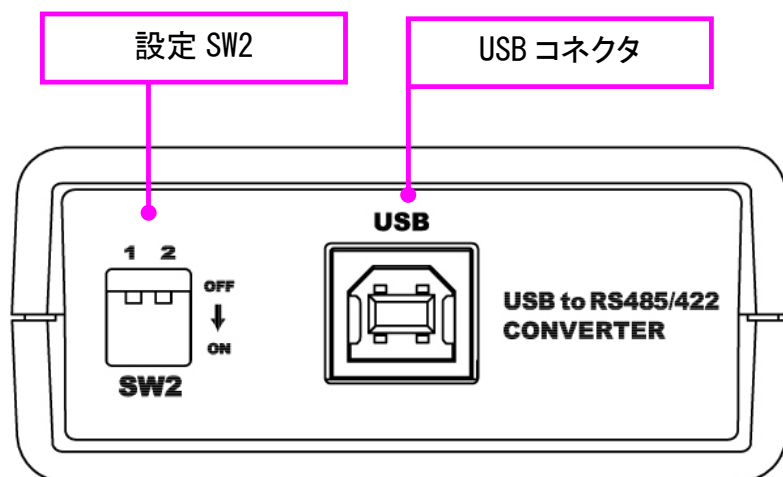 設定 SW2
USB コネクタ
USB
1 2
OFF
↓
ON
SW2
USB to RS485/422
CONVERTER